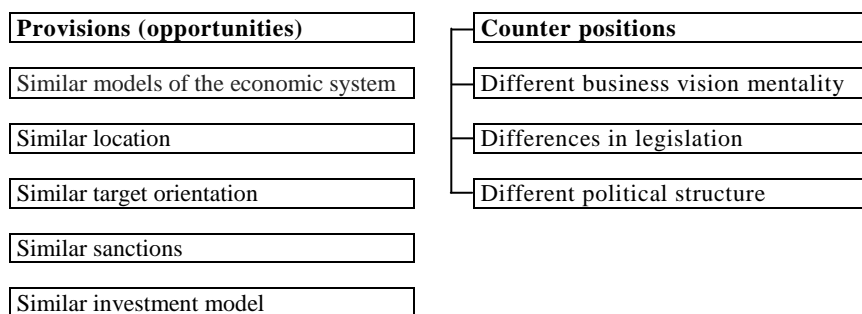 Provisions (opportunities)
Similar models of the economic system
Similar location
Similar target orientation
Similar sanctions
Similar investment model
Counter positions
Different business vision mentality
Differences in legislation
Different political structure